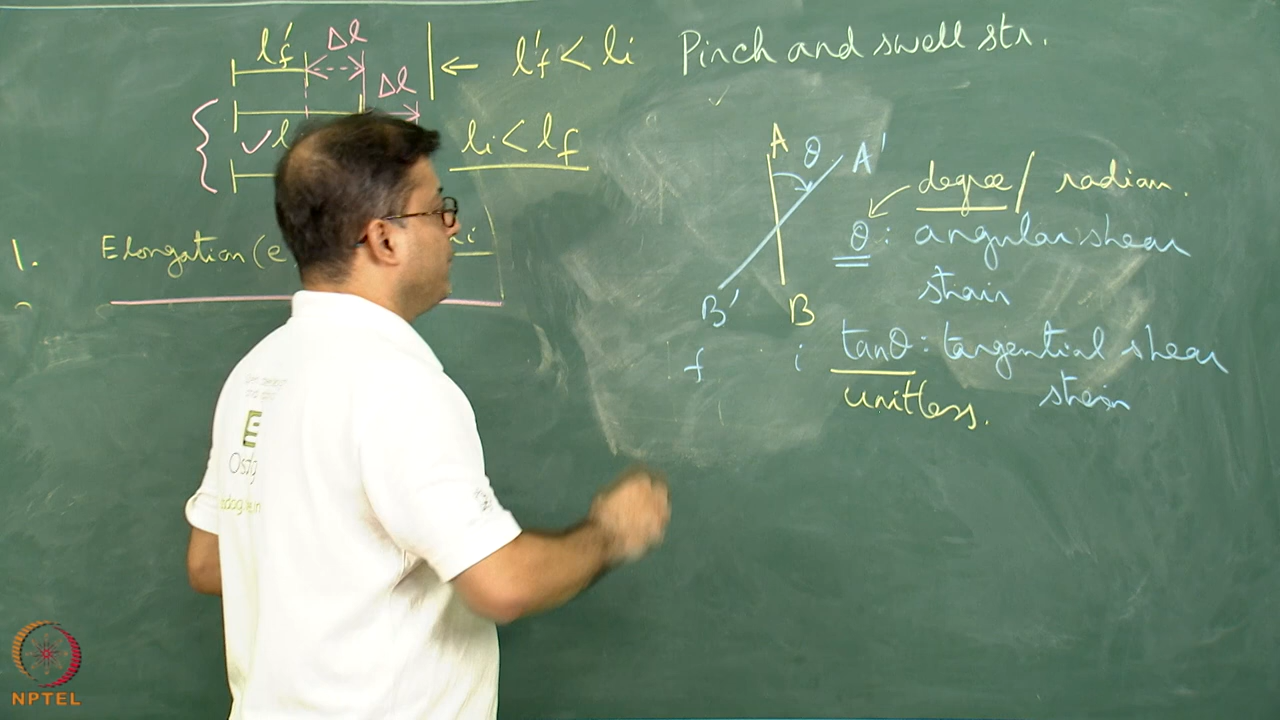 l'f Δl
← l'f < li Pinch and swell str.
Δl
✓l
li < lf
A θ A'
degree / radian.
θ : angular shear
strain
1. Elongation (e
B' B
f i tanθ : tangential shear
strain
unitless.
NPTEL